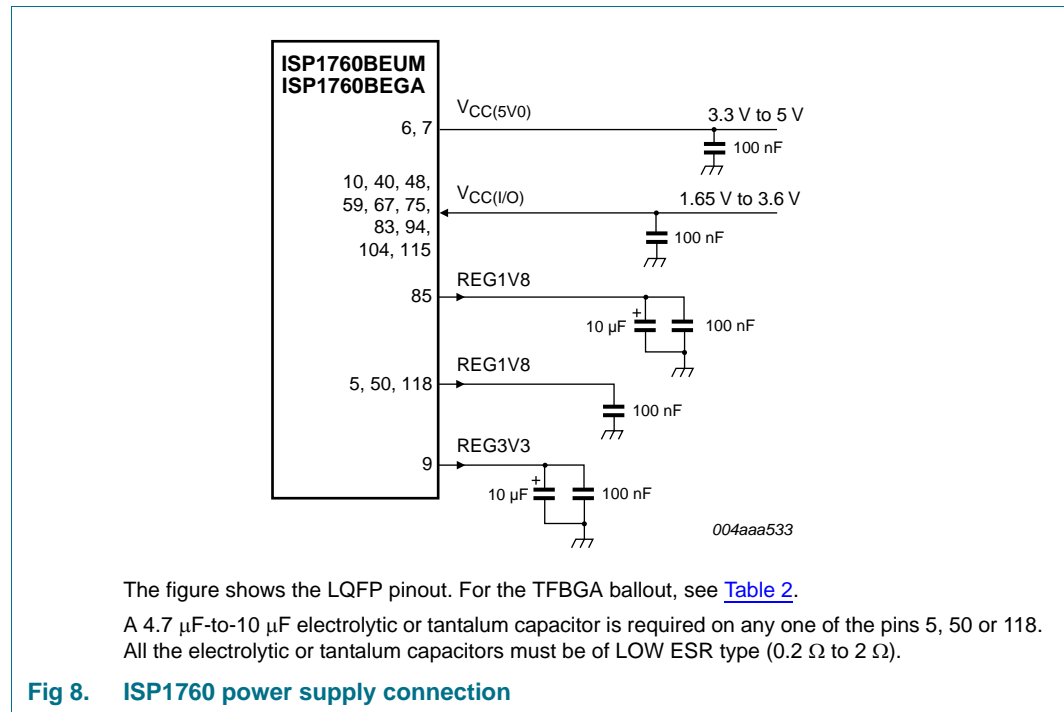 ISP1760BEUM
ISP1760BEGA
VCC(5V0)
3.3 V to 5 V
6, 7
100 nF
10, 40, 48,
59, 67, 75,
83, 94,
104, 115
VCC(I/O)
1.65 V to 3.6 V
100 nF
REG1V8
85
+
10 μF
100 nF
REG1V8
5, 50, 118
100 nF
REG3V3
9
+
10 μF
100 nF
004aaa533
The figure shows the LQFP pinout. For the TFBGA ballout, see Table 2.
A 4.7 μF-to-10 μF electrolytic or tantalum capacitor is required on any one of the pins 5, 50 or 118.
All the electrolytic or tantalum capacitors must be of LOW ESR type (0.2 Ω to 2 Ω).
Fig 8. ISP1760 power supply connection